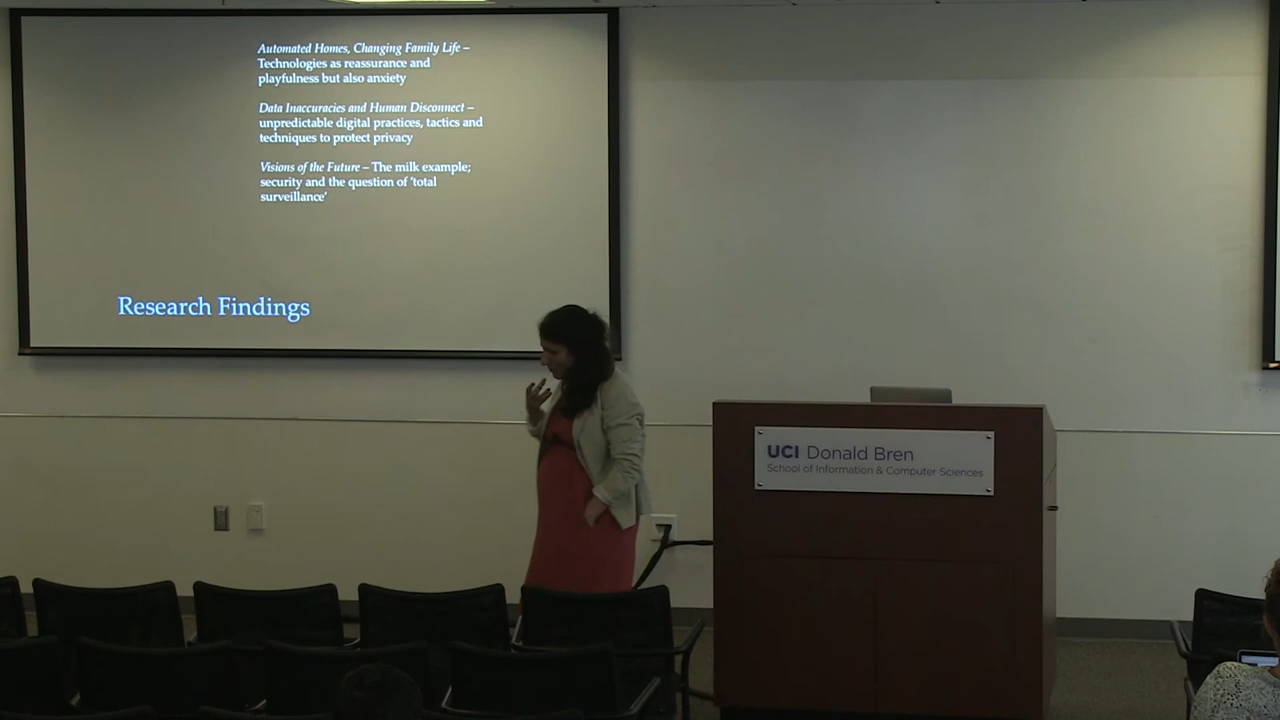 Automated Homes, Changing Family Life –
Technologies as reassurance and
playfulness but also anxiety
Data Inaccuracies and Human Disconnect –
unpredictable digital practices, tactics and
techniques to protect privacy
Visions of the Future – The milk example;
security and the question of 'total
surveillance'
Research Findings
UCI Donald Bren
School of Information & Computer Sciences